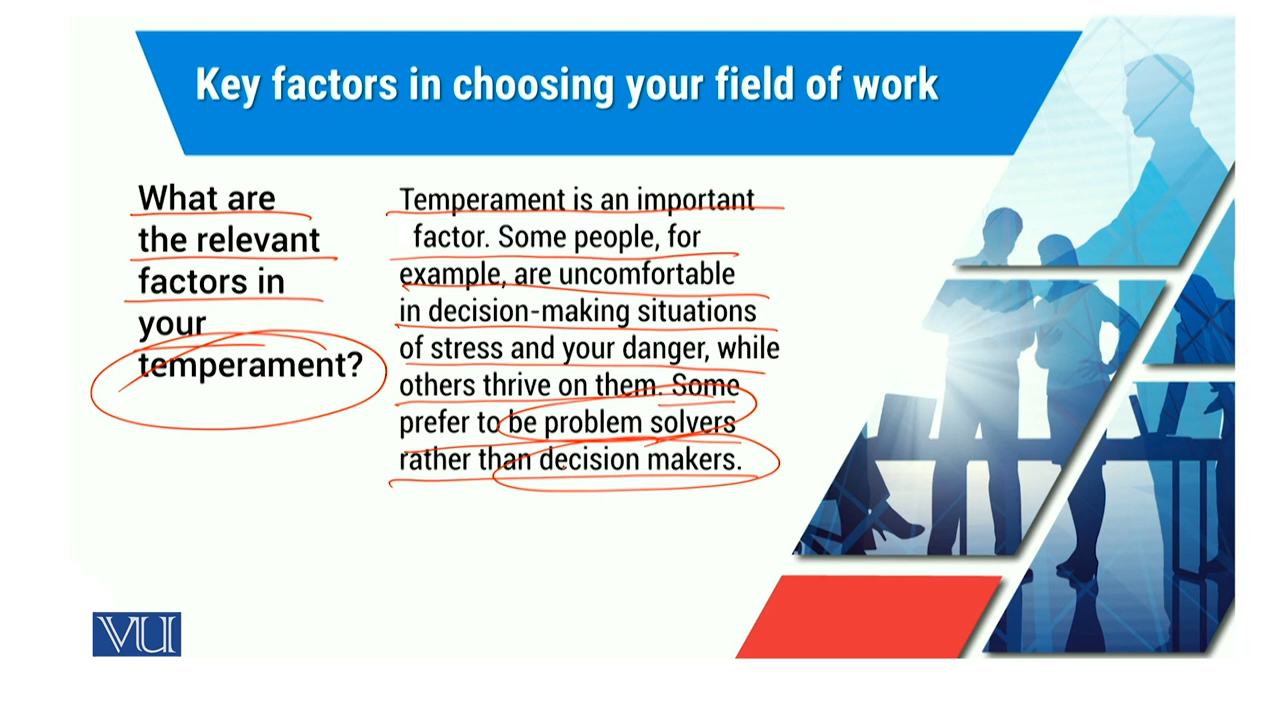 Key factors in choosing your field of work
What are
the relevant
factors in
your
temperament?
Temperament is an important
factor. Some people, for
example, are uncomfortable
in decision-making situations
of stress and your danger, while
others thrive on them. Some
prefer to be problem solvers
rather than decision makers.
VU